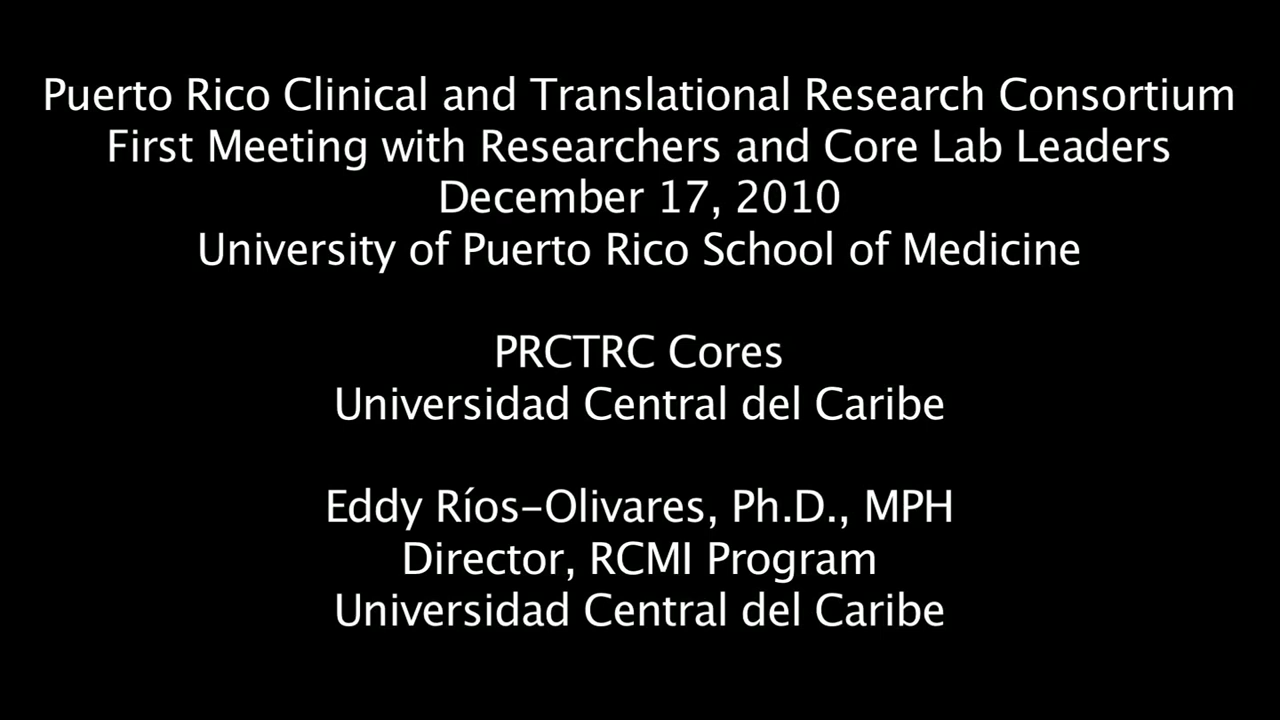 Puerto Rico Clinical and Translational Research Consortium
First Meeting with Researchers and Core Lab Leaders
December 17, 2010
University of Puerto Rico School of Medicine
PRCTRC Cores
Universidad Central del Caribe
Eddy Ríos-Olivares, Ph.D., MPH
Director, RCMI Program
Universidad Central del Caribe